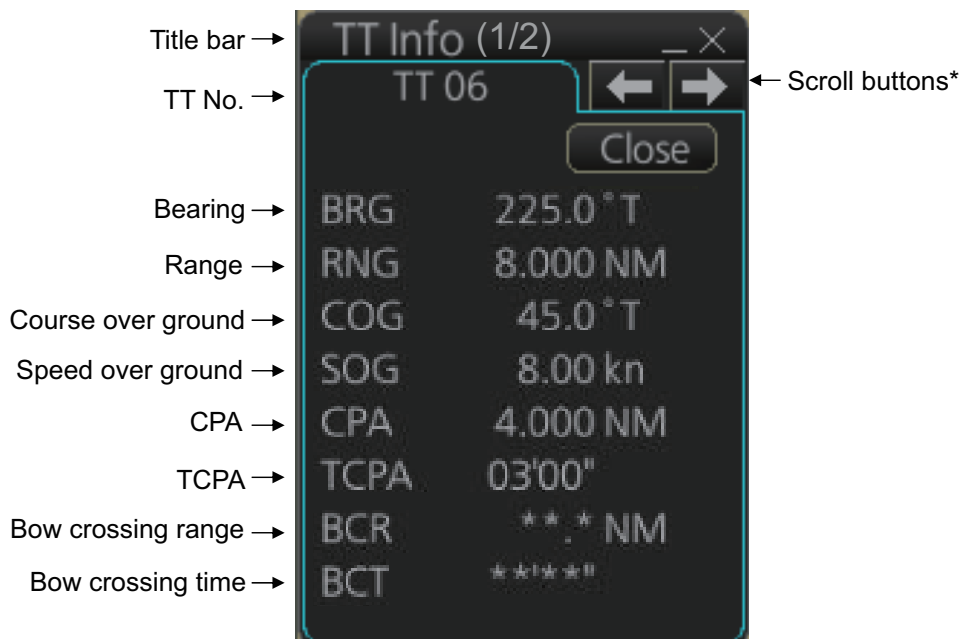 Title bar → TT Info (1/2) _ ×
TT No. → TT 06 ← → ← Scroll buttons*
Close
Bearing → BRG 225.0°T
Range → RNG 8.000 NM
Course over ground → COG 45.0°T
Speed over ground → SOG 8.00 kn
CPA → CPA 4.000 NM
TCPA → TCPA 03'00"
Bow crossing range → BCR **.* NM
Bow crossing time → BCT **'**"